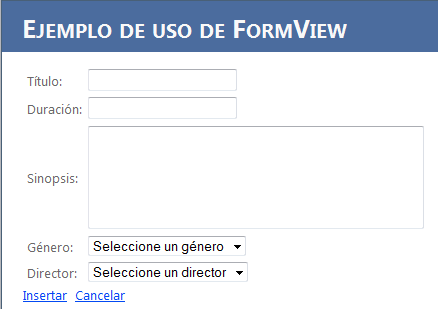 Ejemplo de uso de FormView
Título:
Duración:
Sinopsis:
Género: Seleccione un género
Director: Seleccione un director
Insertar Cancelar